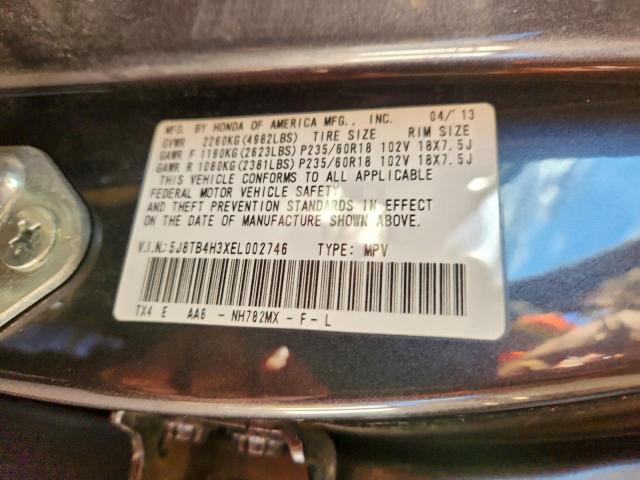 MFD. BY HONDA OF AMERICA MFG., INC. 04/'13
GVWR 2260KG(4982LBS) TIRE SIZE RIM SIZE
GAWR F 1190KG(2623LBS) P235/60R18 102V 18X7.5J
GAWR R 1080KG(2381LBS) P235/60R18 102V 18X7.5J
THIS VEHICLE CONFORMS TO ALL APPLICABLE
FEDERAL MOTOR VEHICLE SAFETY
AND THEFT PREVENTION STANDARDS IN EFFECT
ON THE DATE OF MANUFACTURE SHOWN ABOVE.
V.I.N.: 5J8TB4H3XEL002746 TYPE: MPV
TX4 E AA6 - NH782MX - F - L